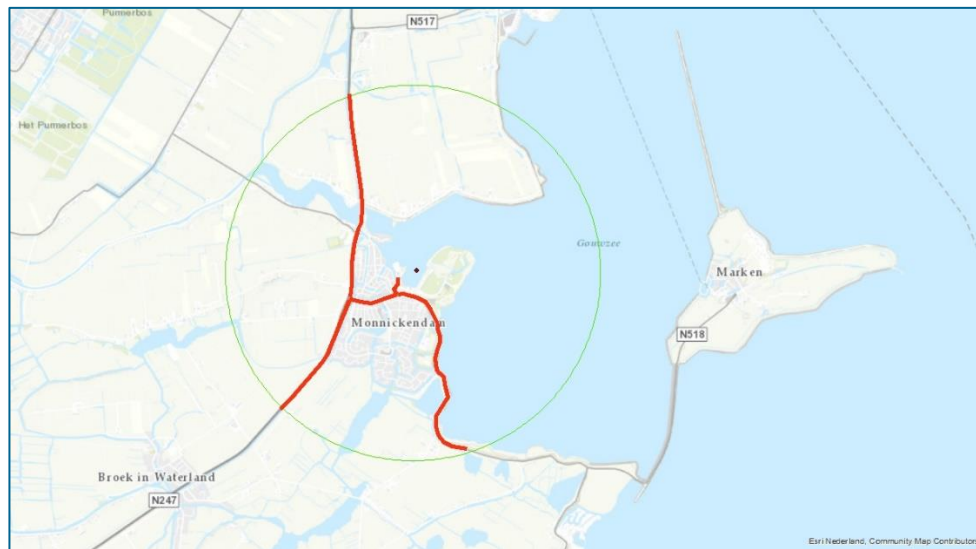 N517
Purmerbos
Het Purmerbos
Gouwzee
Marken
Monnickendam
N518
Broek in Waterland
N247
Esri Nederland, Community Map Contributors